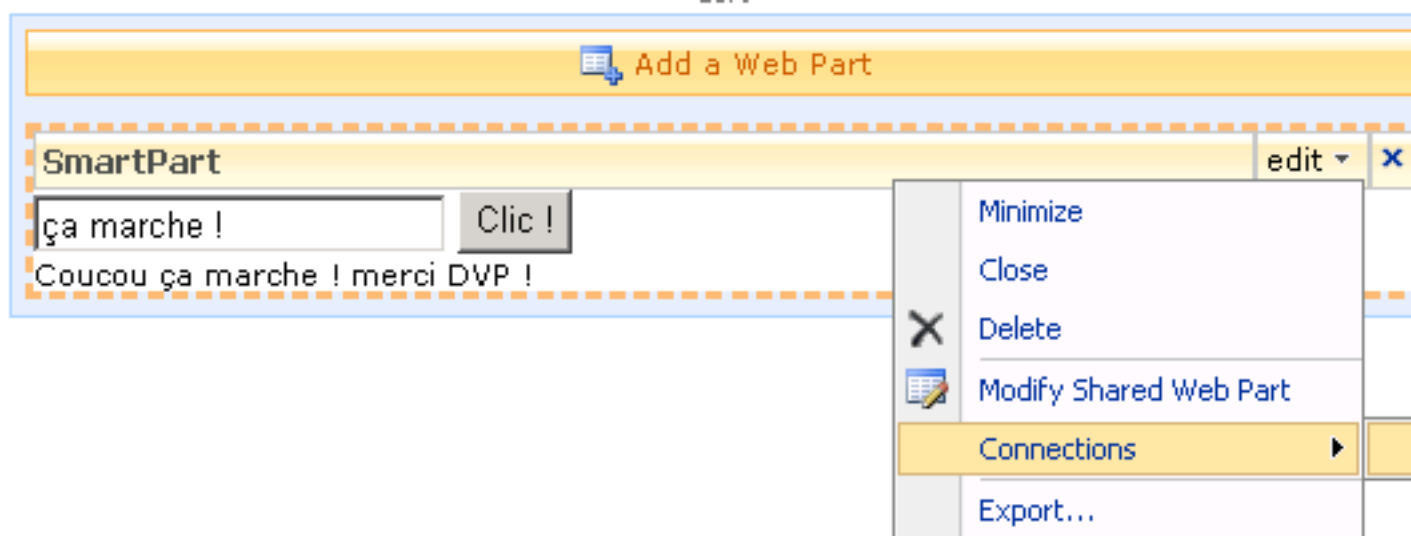 Add a Web Part
SmartPart
edit
ça marche !
Clic !
Coucou ça marche ! merci DVP !
Minimize
Close
Delete
Modify Shared Web Part
Connections
Export...